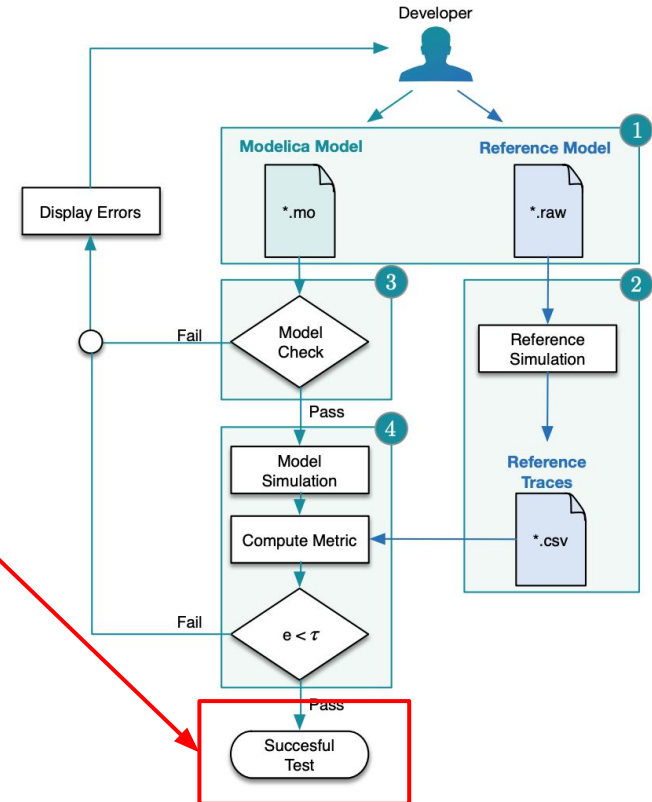 Developer
1
Modelica Model
Reference Model
*.mo
*.raw
Display Errors
3
2
Fail
Model
Check
Reference
Simulation
Pass
4
Model
Simulation
Reference
Traces
Compute Metric
*.csv
Fail
e < τ
Pass
Succesful
Test